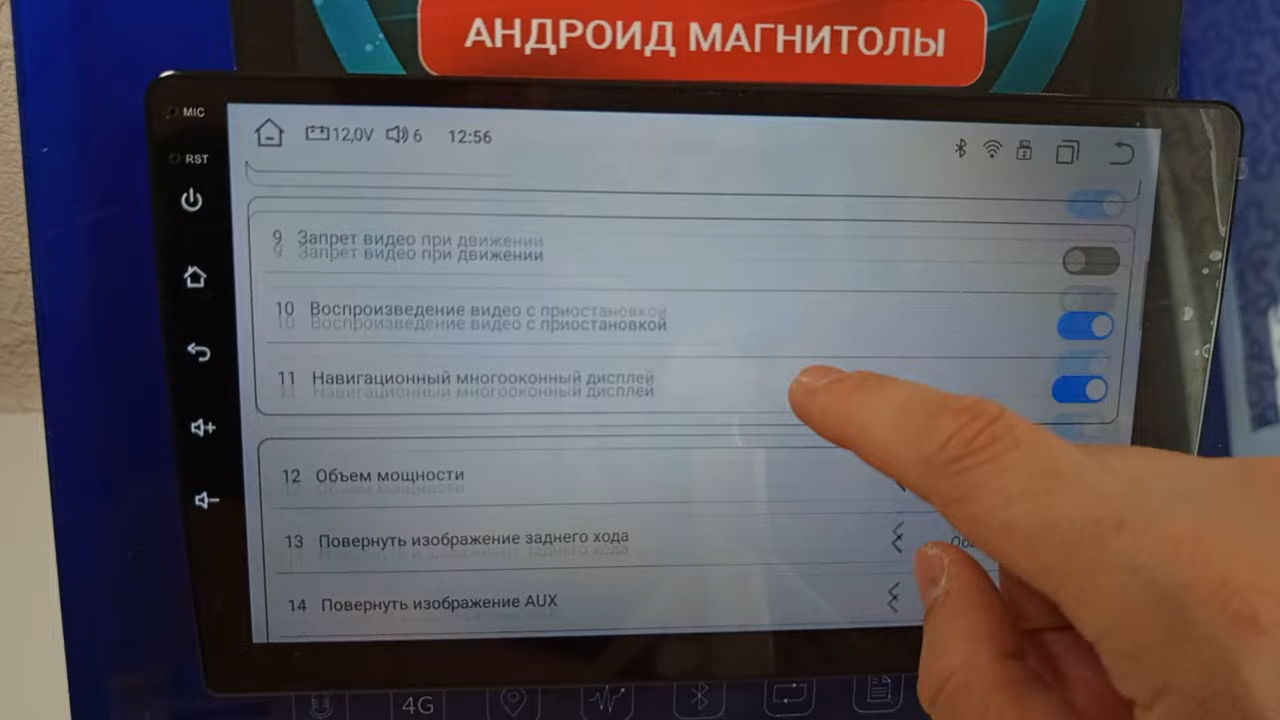 АНДРОИД МАГНИТОЛЫ
MIC
12,0V 6 12:56
RST
9 Запрет видео при движении
10 Воспроизведение видео с приостановкой
11 Навигационный многооконный дисплей
12 Объем мощности
13 Повернуть изображение заднего хода
14 Повернуть изображение AUX
4G